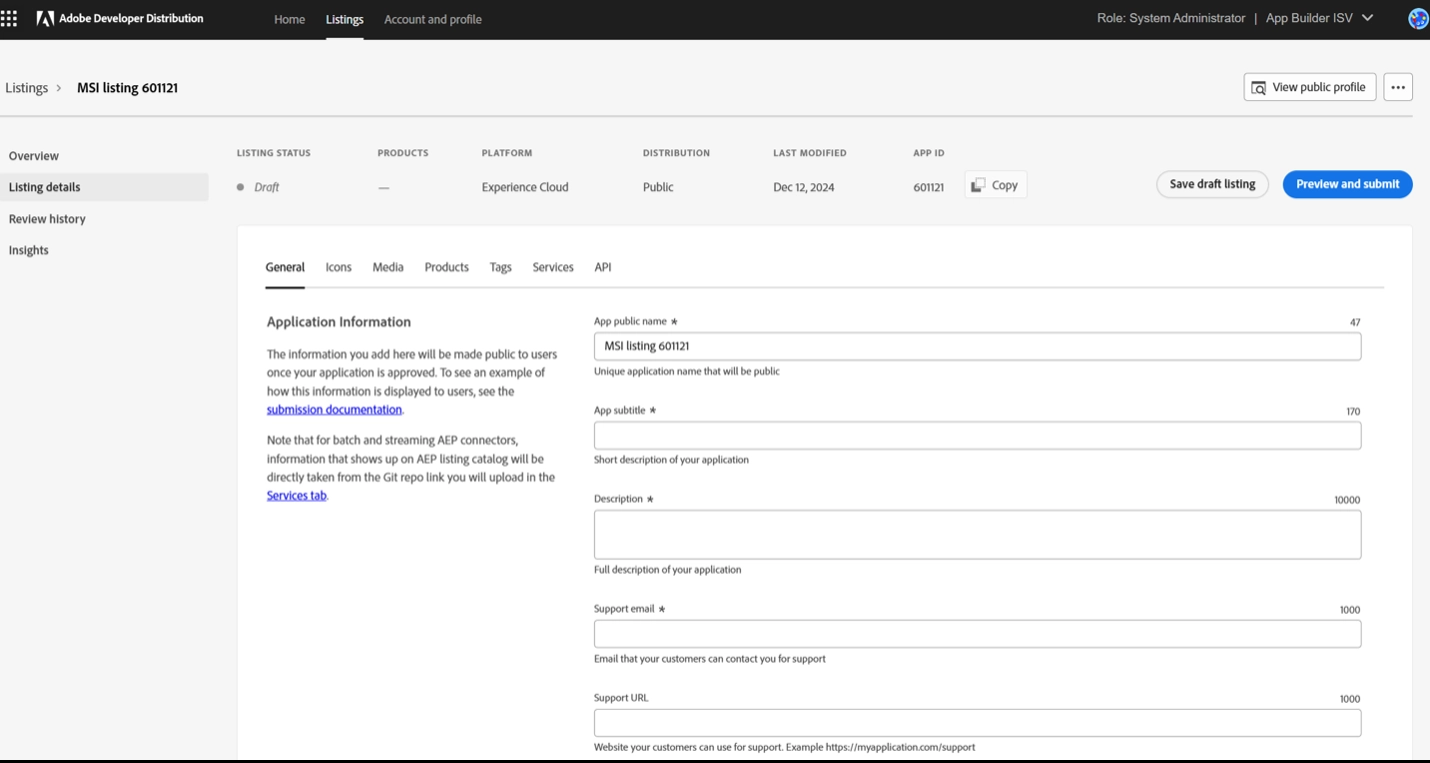 Adobe Developer Distribution Home Listings Account and profile Role: System Administrator | App Builder ISV
Listings > MSI listing 601121 View public profile ...
Overview
Listing details
Review history
Insights
LISTING STATUS PRODUCTS PLATFORM DISTRIBUTION LAST MODIFIED APP ID
Draft — Experience Cloud Public Dec 12, 2024 601121 Copy Save draft listing Preview and submit
General Icons Media Products Tags Services API
Application Information
The information you add here will be made public to users
once your application is approved. To see an example of
how this information is displayed to users, see the
submission documentation.
Note that for batch and streaming AEP connectors,
information that shows up on AEP listing catalog will be
directly taken from the Git repo link you will upload in the
Services tab.
App public name * 47
MSI listing 601121
Unique application name that will be public
App subtitle * 170
Short description of your application
Description * 10000
Full description of your application
Support email * 1000
Email that your customers can contact you for support
Support URL 1000
Website your customers can use for support. Example https://myapplication.com/support